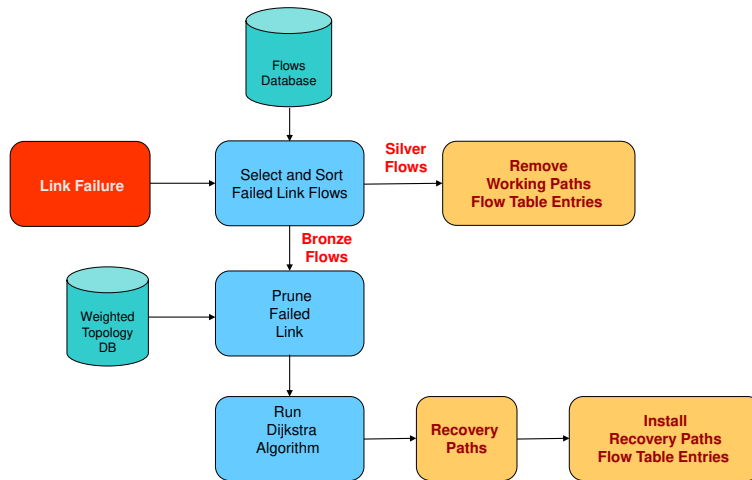 Flows
Database
Link Failure
Select and Sort
Failed Link Flows
Silver
Flows
Remove
Working Paths
Flow Table Entries
Bronze
Flows
Weighted
Topology
DB
Prune
Failed
Link
Run
Dijkstra
Algorithm
Recovery
Paths
Install
Recovery Paths
Flow Table Entries